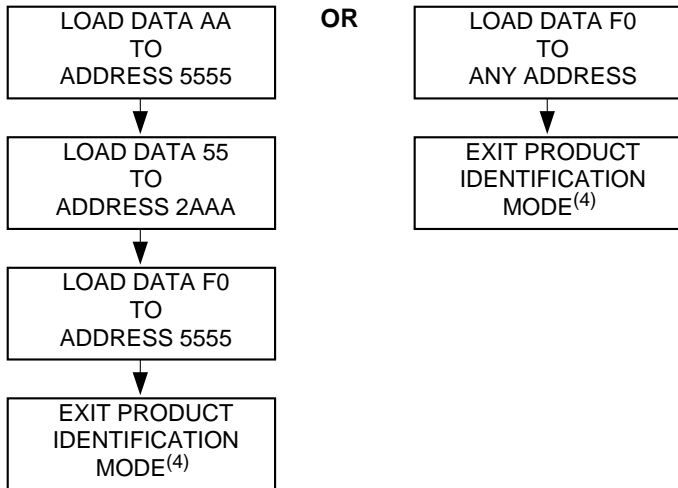 LOAD DATA AA
TO
ADDRESS 5555
LOAD DATA 55
TO
ADDRESS 2AAA
LOAD DATA F0
TO
ADDRESS 5555
EXIT PRODUCT
IDENTIFICATION
MODE(4)
OR
LOAD DATA F0
TO
ANY ADDRESS
EXIT PRODUCT
IDENTIFICATION
MODE(4)